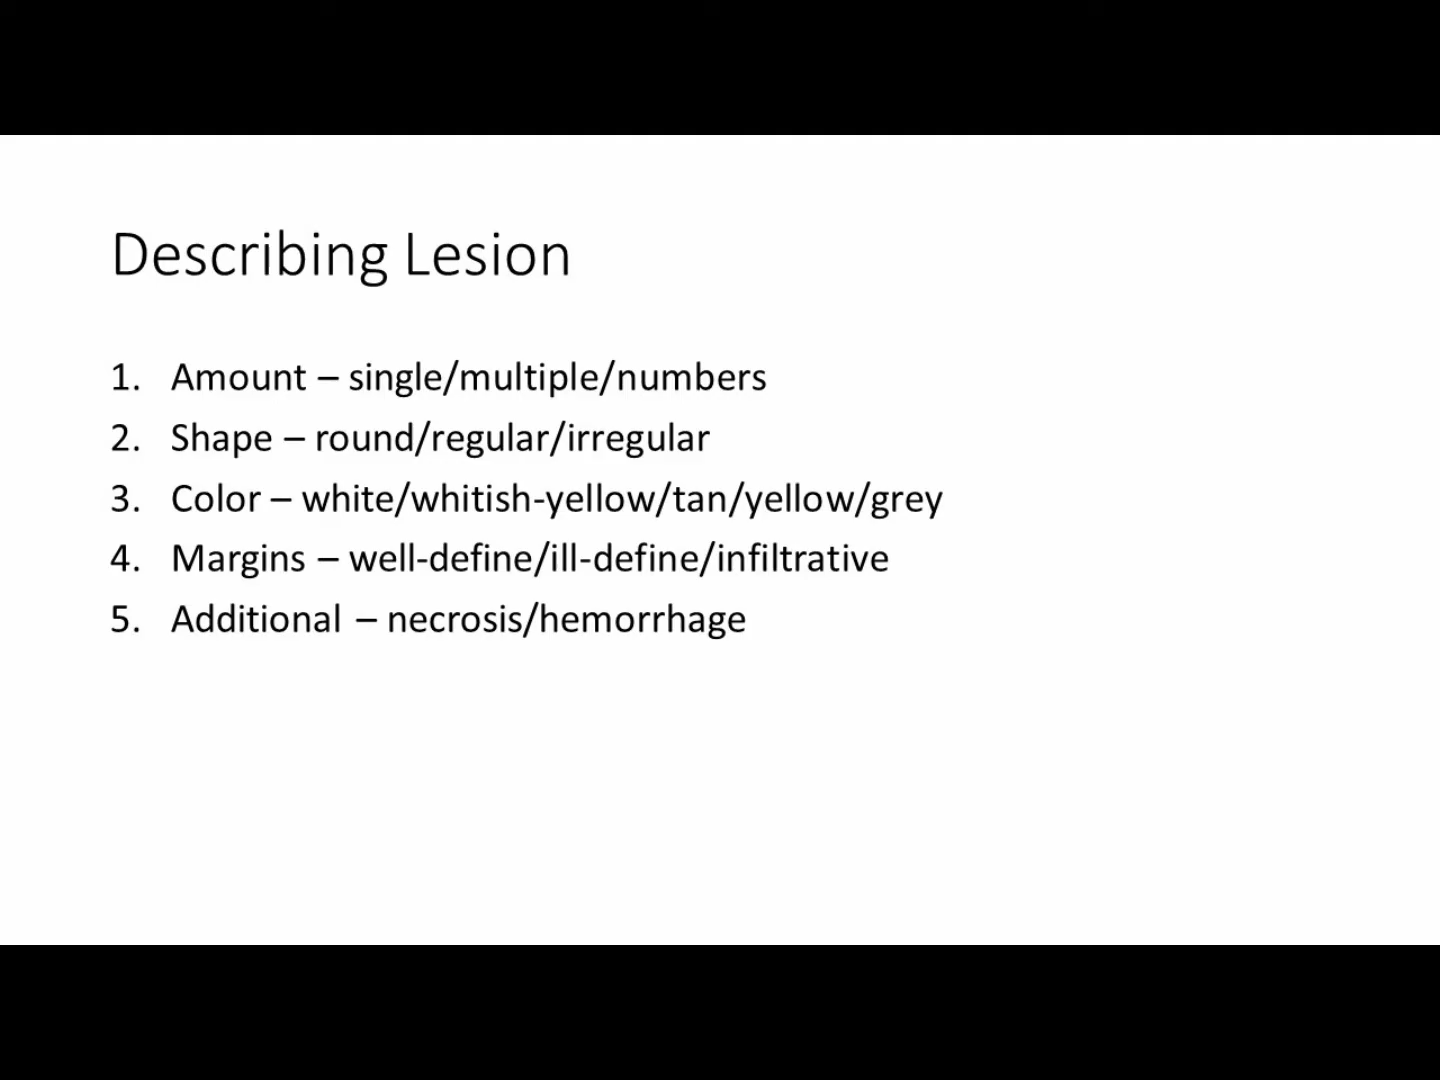 Describing Lesion
1. Amount – single/multiple/numbers
2. Shape – round/regular/irregular
3. Color – white/whitish-yellow/tan/yellow/grey
4. Margins – well-define/ill-define/infiltrative
5. Additional – necrosis/hemorrhage